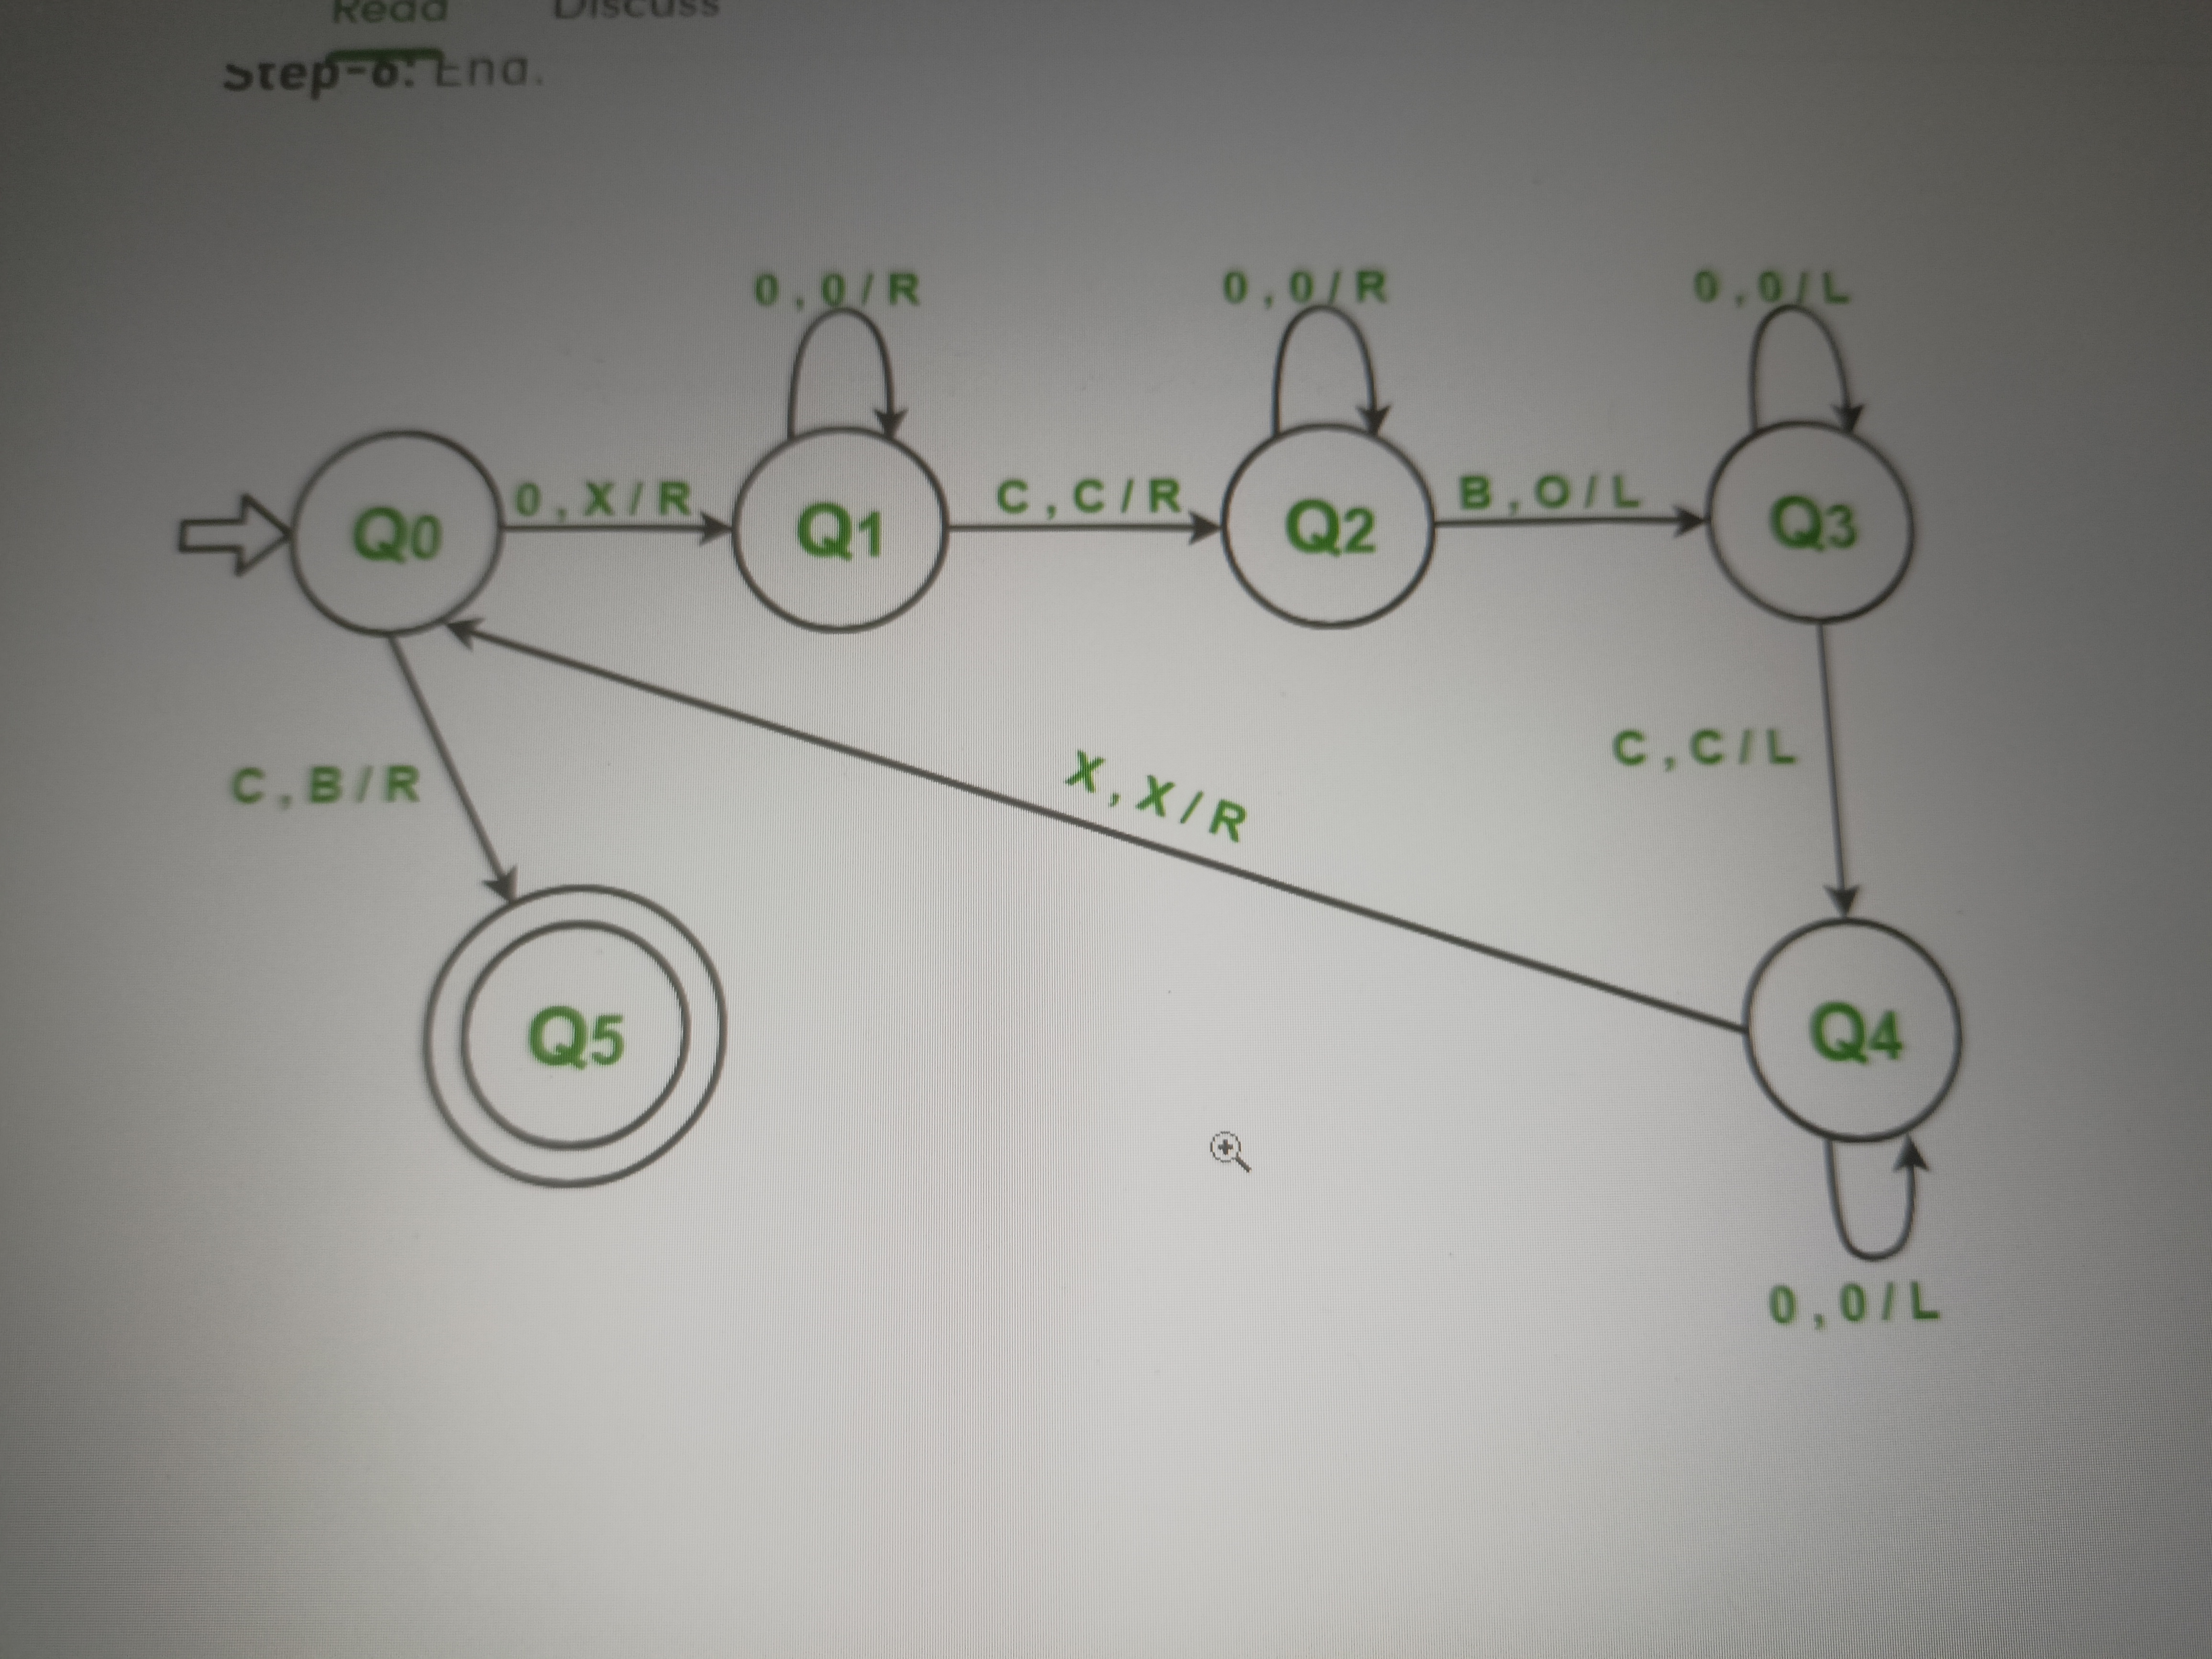 Read Discuss
Step-6: End.
0 , 0 / R 0 , 0 / R 0 , 0 / L
Q0 0 , X / R Q1 C , C / R Q2 B , O / L Q3
C , B / R X , X / R C , C / L
Q5 Q4
0 , 0 / L